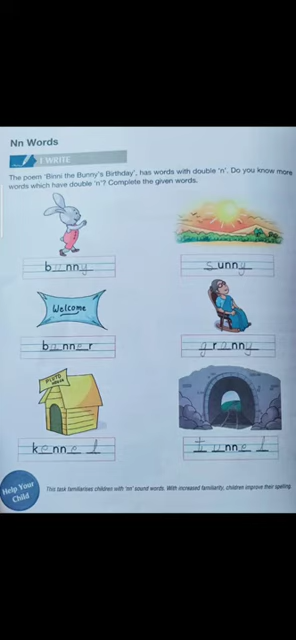 Nn Words
I WRITE
The poem 'Binni the Bunny's Birthday', has words with double 'n'. Do you know more
words which have double 'n'? Complete the given words.
bunny
sunny
Welcome
banner
granny
PLUTO
kennel
tunnel
Help Your
Child
This task familiarises children with 'nn' sound words. With increased familiarity, children improve their spelling.